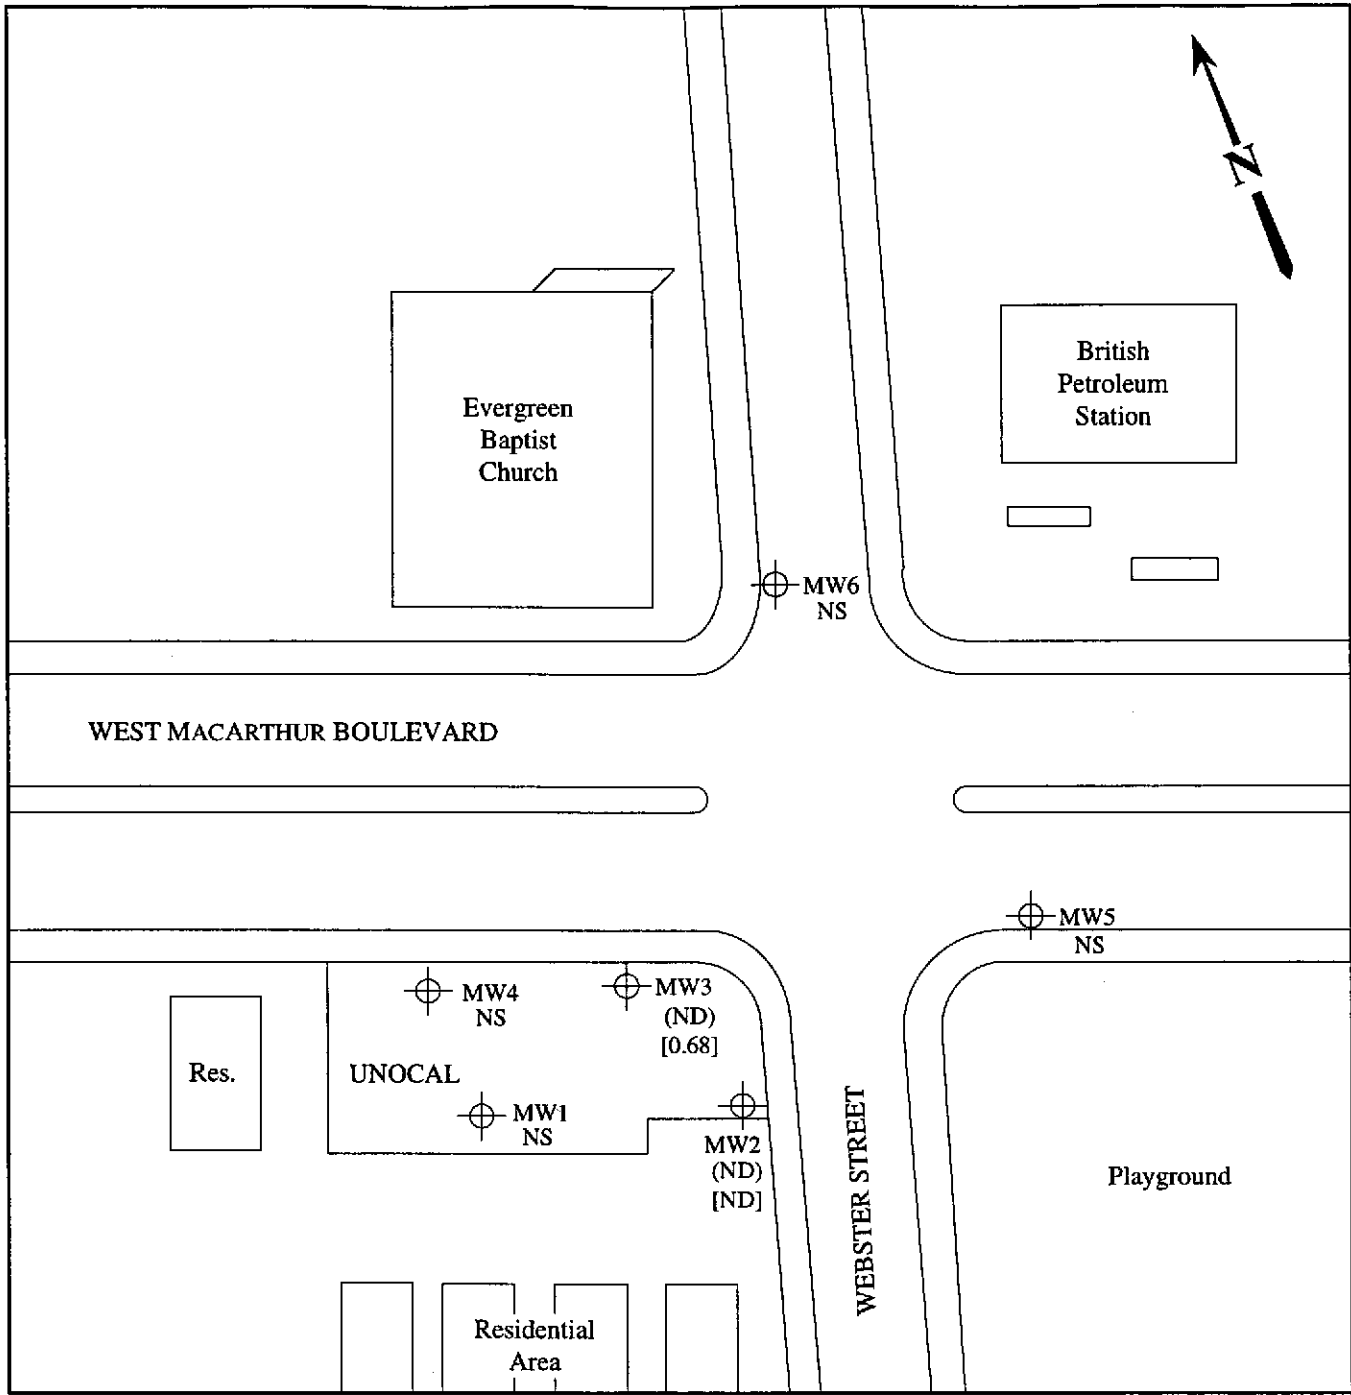 N
British
Petroleum
Station
Evergreen
Baptist
Church
MW6
NS
WEST MACARTHUR BOULEVARD
MW5
NS
MW4
NS
MW3
(ND)
[0.68]
Res.
UNOCAL
MW1
NS
MW2
(ND)
[ND]
WEBSTER STREET
Playground
Residential
Area